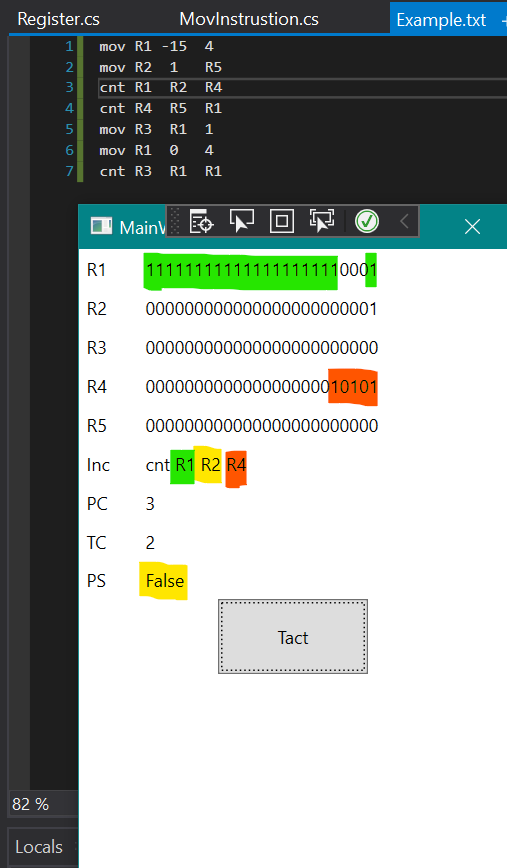 Register.cs MovInstrustion.cs Example.txt
1 mov R1 -15 4
2 mov R2 1 R5
3 cnt R1 R2 R4
4 cnt R4 R5 R1
5 mov R3 R1 1
6 mov R1 0 4
7 cnt R3 R1 R1
R1 111111111111111111110001
R2 000000000000000000000001
R3 000000000000000000000000
R4 000000000000000000010101
R5 000000000000000000000000
Inc cnt R1 R2 R4
PC 3
TC 2
PS False
Tact
82 %
Locals